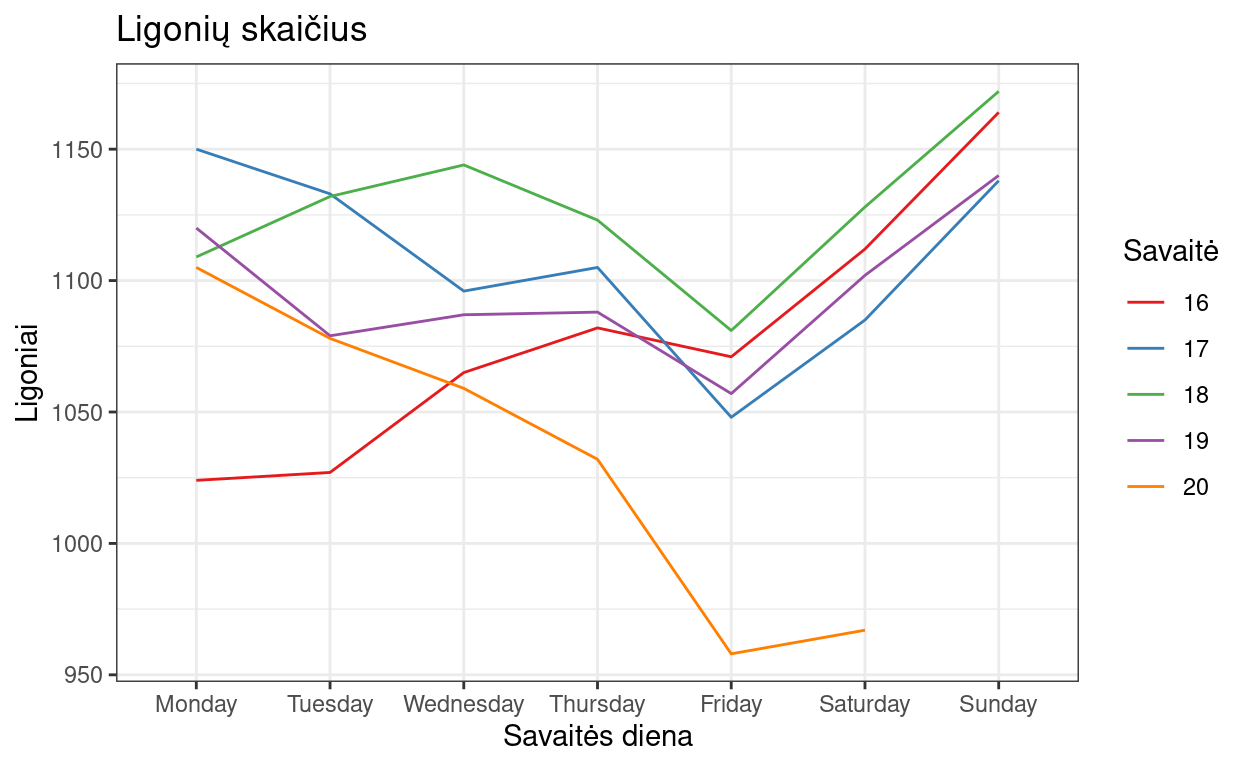 Ligonių skaičius
Ligoniai
1150
1100
1050
1000
950
Monday Tuesday Wednesday Thursday Friday Saturday Sunday
Savaitės diena
Savaitė
16
17
18
19
20